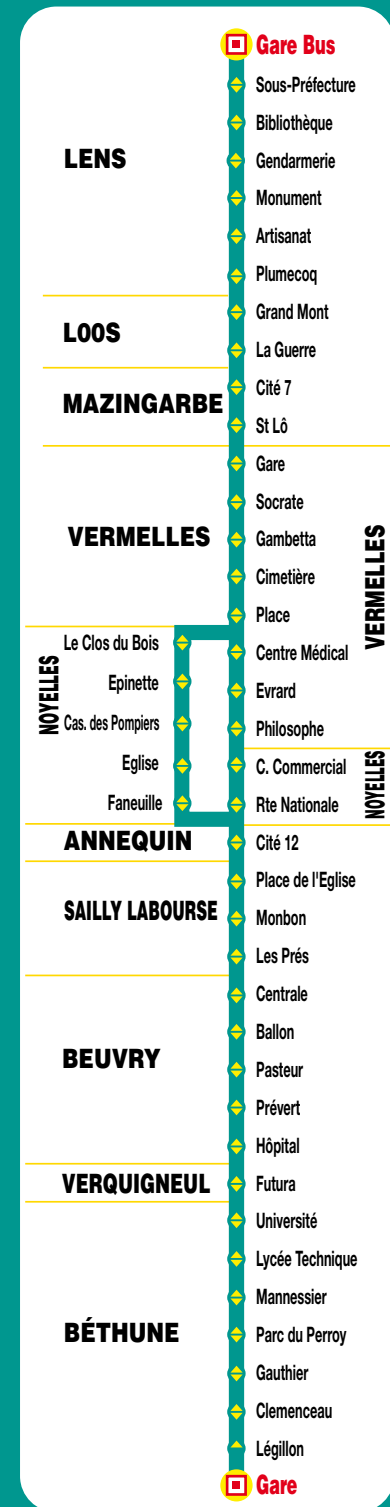 Gare Bus
Sous-Préfecture
Bibliothèque
LENS
Gendarmerie
Monument
Artisanat
Plumecoq
Grand Mont
LOOS
La Guerre
Cité 7
MAZINGARBE
St Lô
Gare
Socrate
VERMELLES
Gambetta
VERMELLES
Cimetière
Place
NOYELLES
Le Clos du Bois
Centre Médical
Epinette
Evrard
Cas. des Pompiers
Philosophe
Eglise
C. Commercial
NOYELLES
Faneuille
Rte Nationale
ANNEQUIN
Cité 12
Place de l'Eglise
SAILLY LABOURSE
Monbon
Les Prés
Centrale
Ballon
BEUVRY
Pasteur
Prévert
Hôpital
VERQUIGNEUL
Futura
Université
Lycée Technique
Mannessier
BÉTHUNE
Parc du Perroy
Gauthier
Clemenceau
Légillon
Gare